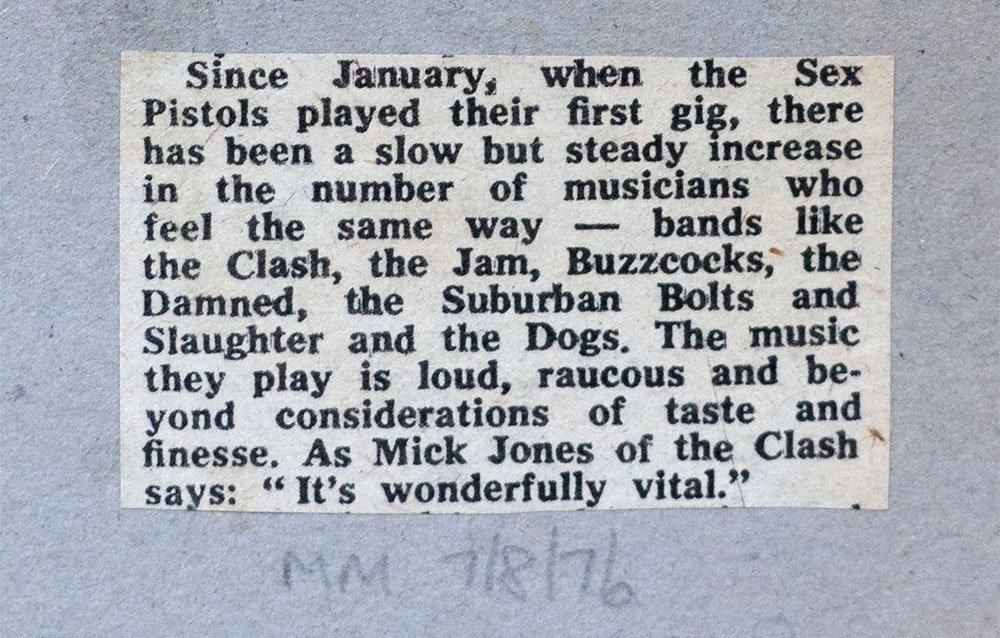 Since January, when the Sex
Pistols played their first gig, there
has been a slow but steady increase
in the number of musicians who
feel the same way — bands like
the Clash, the Jam, Buzzcocks, the
Damned, the Suburban Bolts and
Slaughter and the Dogs. The music
they play is loud, raucous and be-
yond considerations of taste and
finesse. As Mick Jones of the Clash
says: “It's wonderfully vital.”
MM 7/8/76